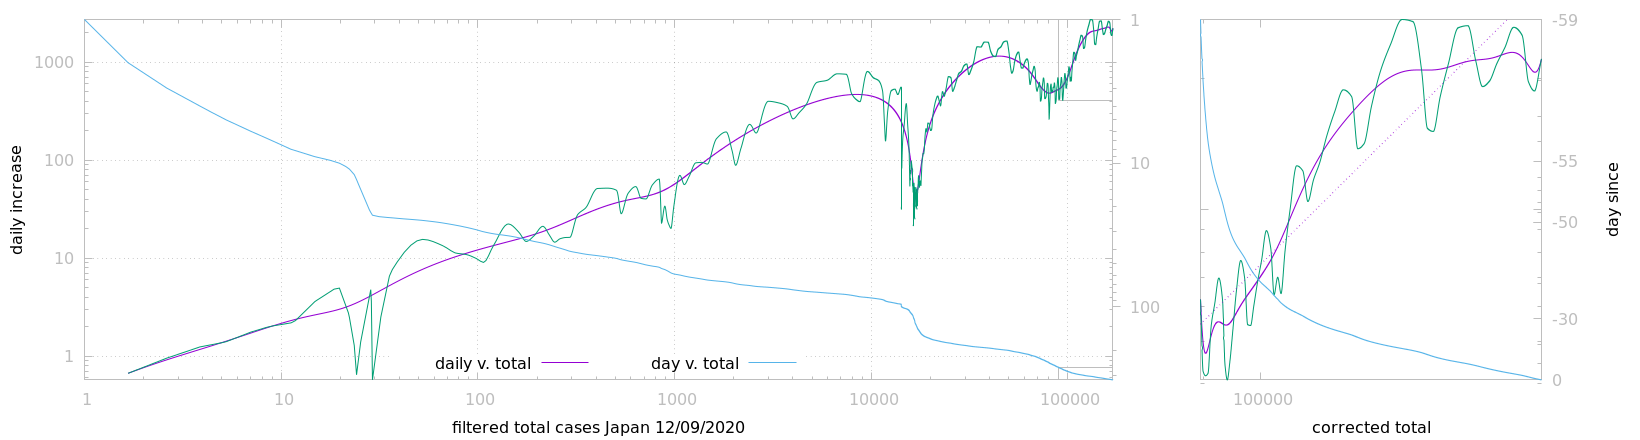 1000
100
10
1
daily increase
daily v. total
day v. total
1
10
100
1 10 100 1000 10000 100000
filtered total cases Japan 12/09/2020
-59
-55
-50
-30
0
day since
100000
corrected total